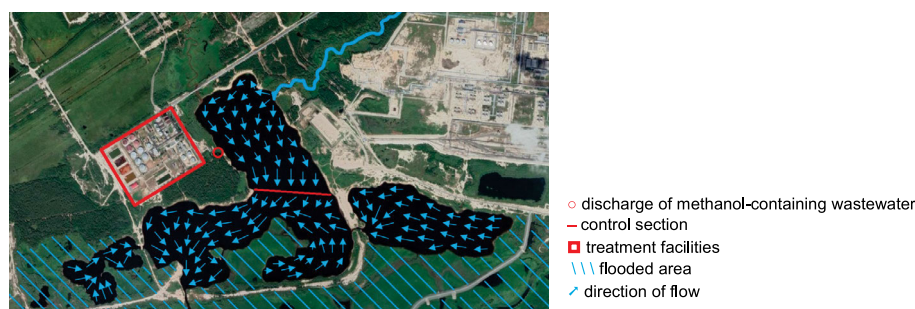 discharge of methanol-containing wastewater
control section
treatment facilities
flooded area
direction of flow